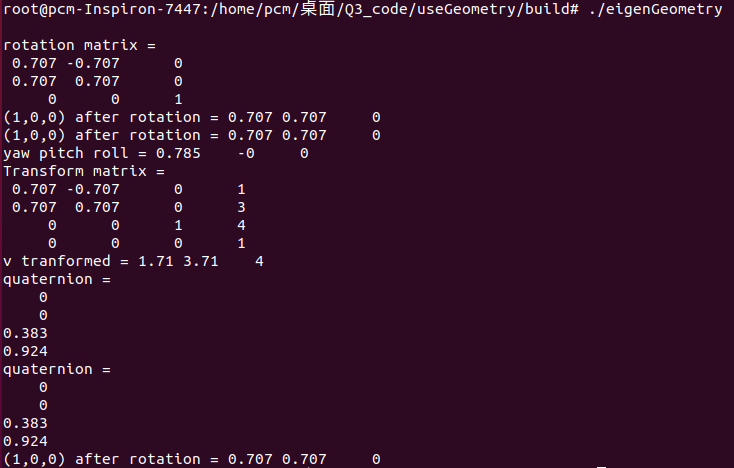 root@pcm-Inspiron-7447:/home/pcm/桌面/Q3_code/useGeometry/build# ./eigenGeometry
rotation matrix =
 0.707 -0.707      0
 0.707  0.707      0
     0      0      1
(1,0,0) after rotation = 0.707 0.707     0
(1,0,0) after rotation = 0.707 0.707     0
yaw pitch roll = 0.785    -0     0
Transform matrix =
 0.707 -0.707      0      1
 0.707  0.707      0      3
     0      0      1      4
     0      0      0      1
v tranformed = 1.71 3.71    4
quaternion =
    0
    0
0.383
0.924
quaternion =
    0
    0
0.383
0.924
(1,0,0) after rotation = 0.707 0.707     0